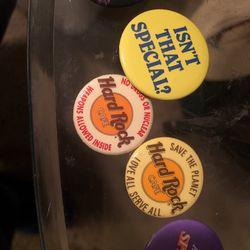 ISN'T
THAT
SPECIAL?
NO DRUGS OR NUCLEAR
Hard Rock
CAFE
WEAPONS ALLOWED INSIDE
SAVE THE PLANET
Hard Rock
CAFE
LOVE ALL SERVE ALL